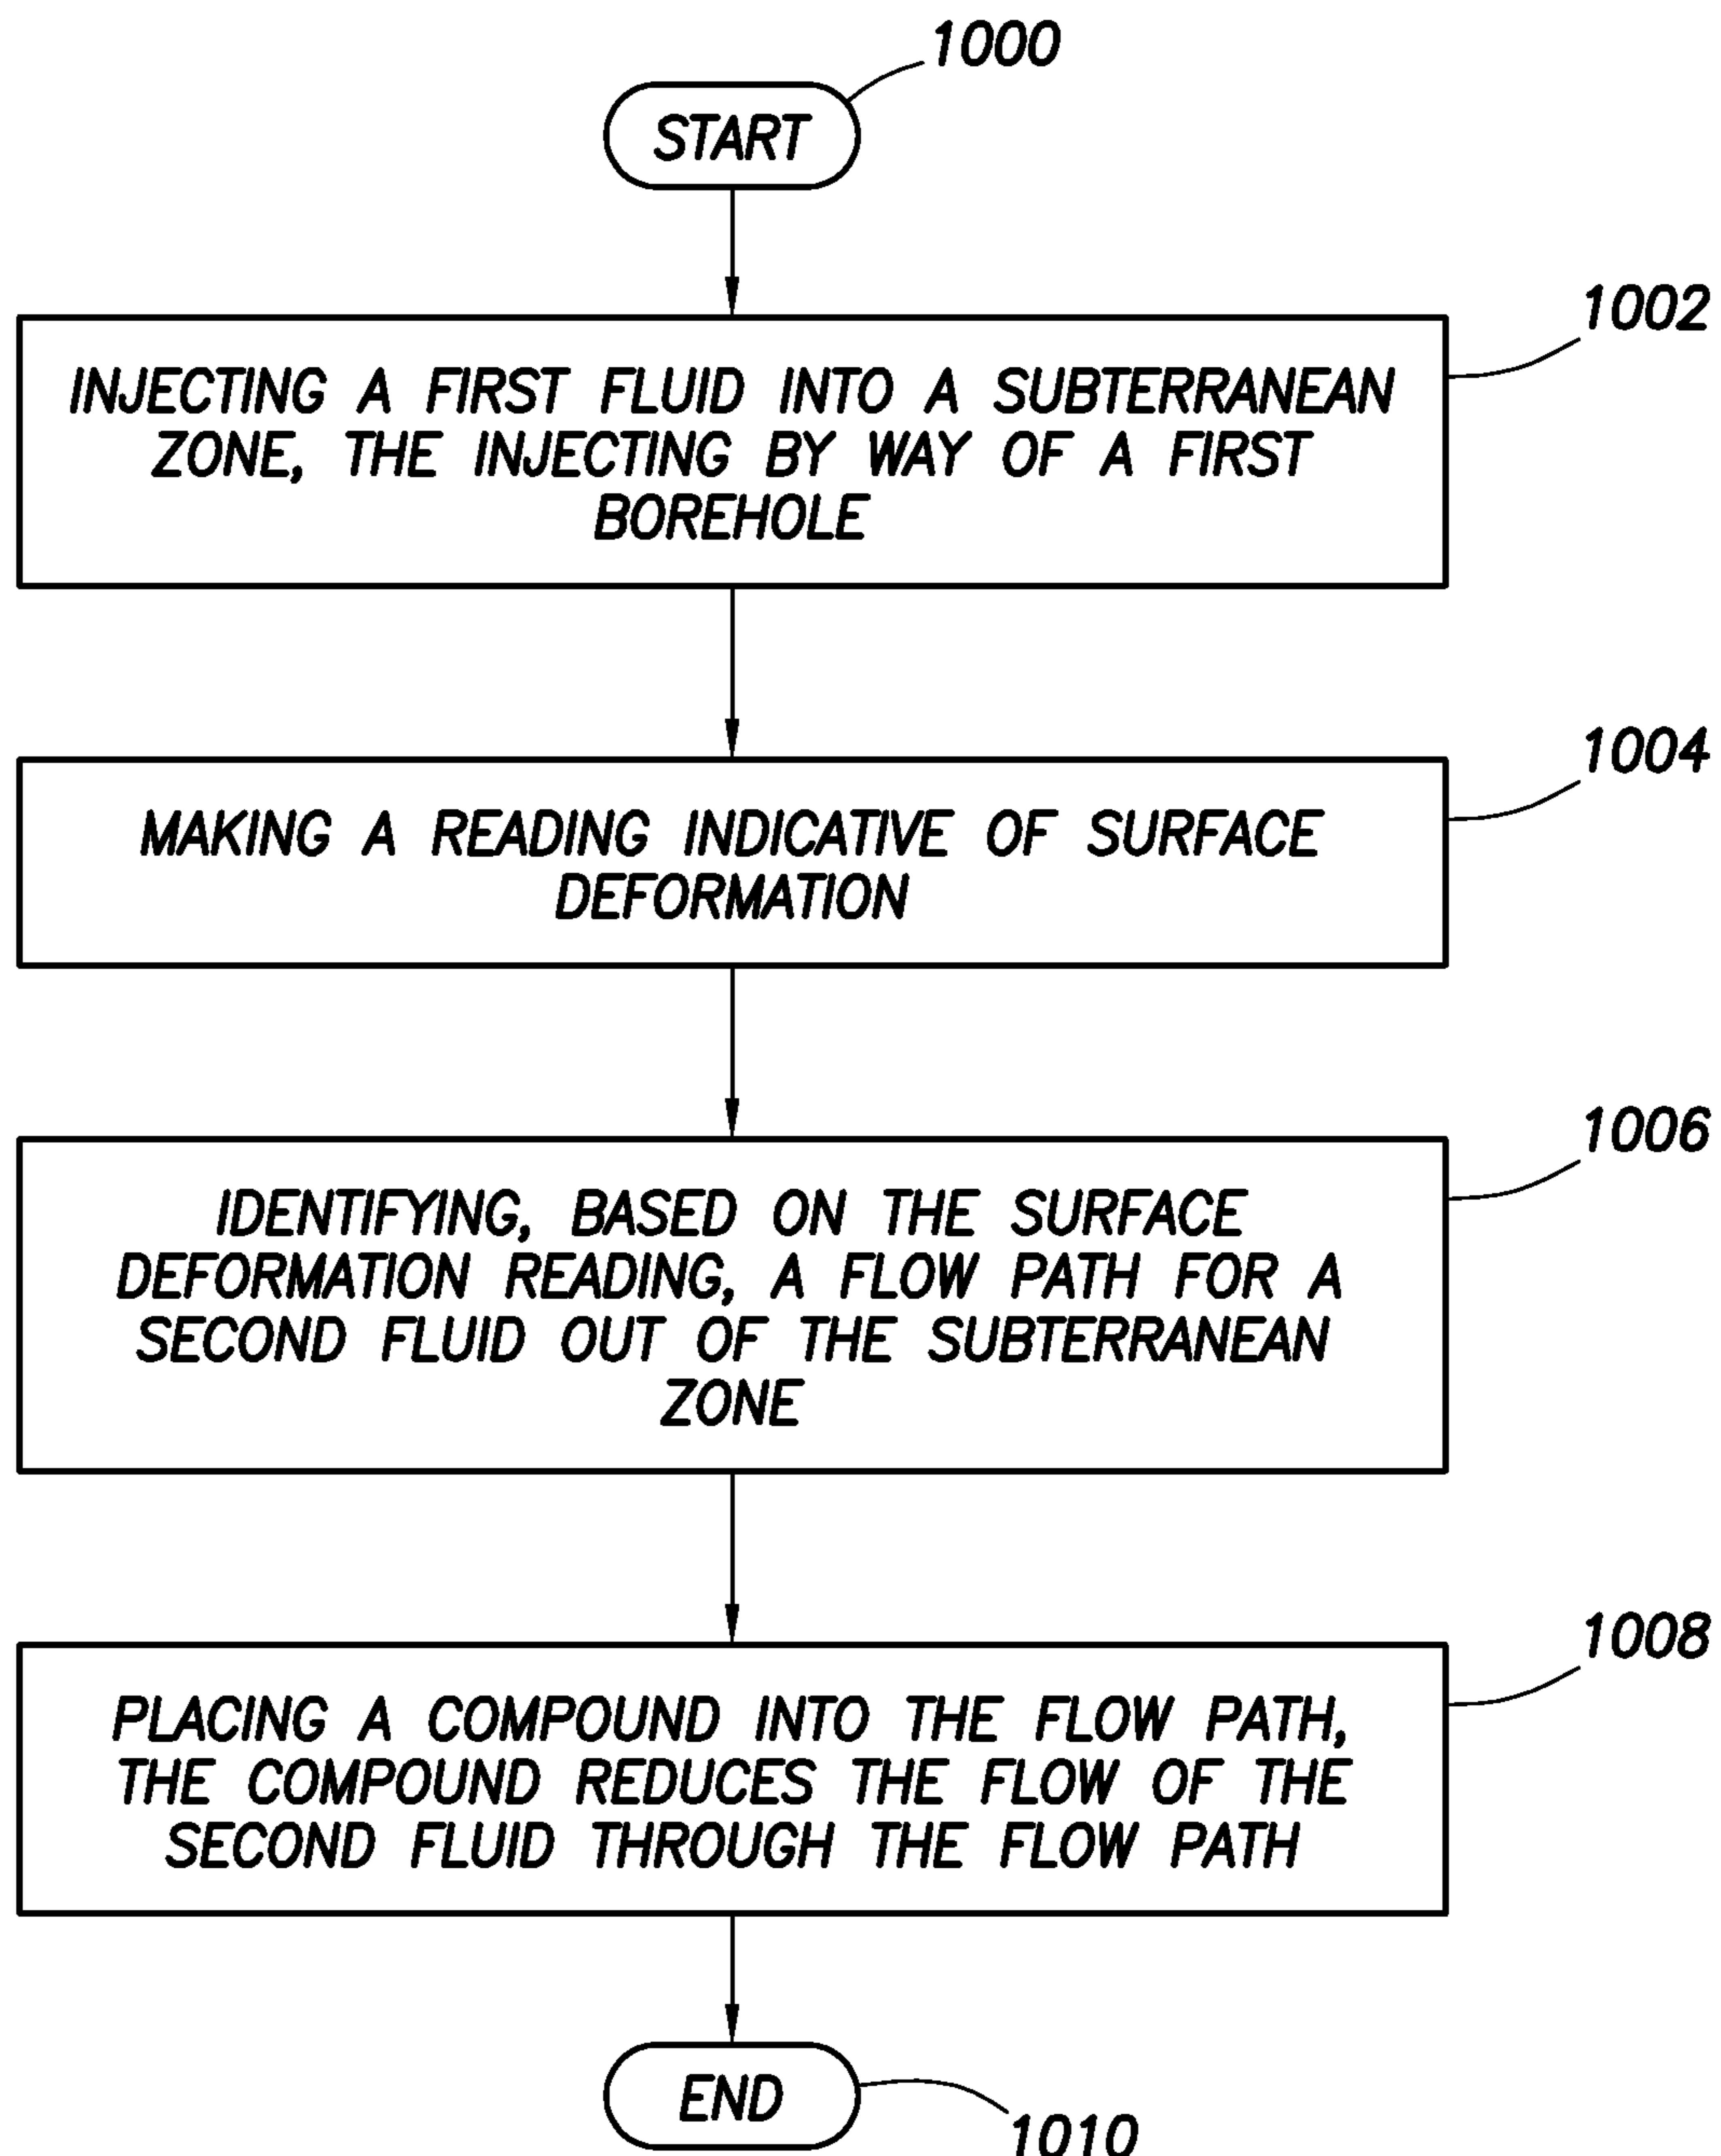 1000
START
1002
INJECTING A FIRST FLUID INTO A SUBTERRANEAN
ZONE, THE INJECTING BY WAY OF A FIRST
BOREHOLE
1004
MAKING A READING INDICATIVE OF SURFACE
DEFORMATION
1006
IDENTIFYING, BASED ON THE SURFACE
DEFORMATION READING, A FLOW PATH FOR A
SECOND FLUID OUT OF THE SUBTERRANEAN
ZONE
1008
PLACING A COMPOUND INTO THE FLOW PATH,
THE COMPOUND REDUCES THE FLOW OF THE
SECOND FLUID THROUGH THE FLOW PATH
END
1010